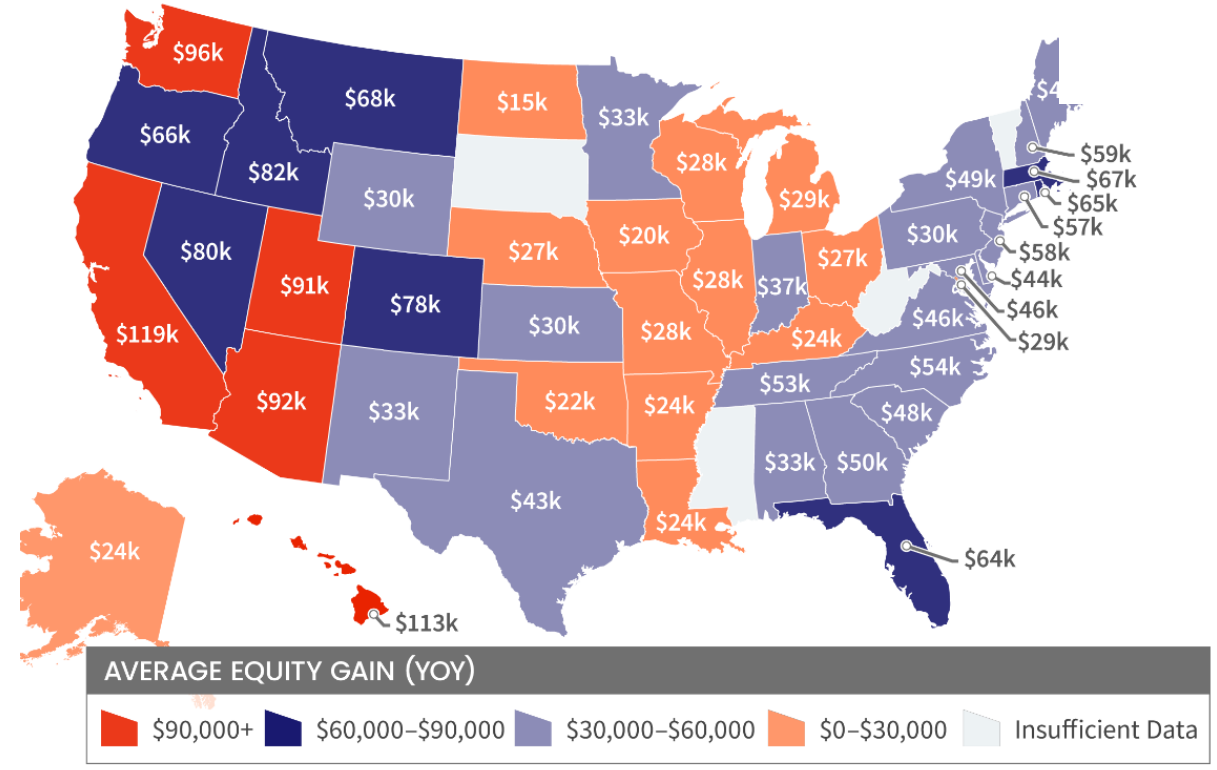 $96k
$68k
$15k
$33k
$4
$66k
$82k
$30k
$28k
$29k
$49k
$59k
$67k
$65k
$57k
$80k
$91k
$78k
$27k
$20k
$28k
$37k
$27k
$30k
$58k
$44k
$46k
$29k
$119k
$92k
$33k
$30k
$28k
$24k
$46k
$54k
$22k
$24k
$53k
$48k
$43k
$24k
$33k
$50k
$64k
$24k
$113k
AVERAGE EQUITY GAIN (YOY)
$90,000+ $60,000–$90,000 $30,000–$60,000 $0–$30,000 Insufficient Data